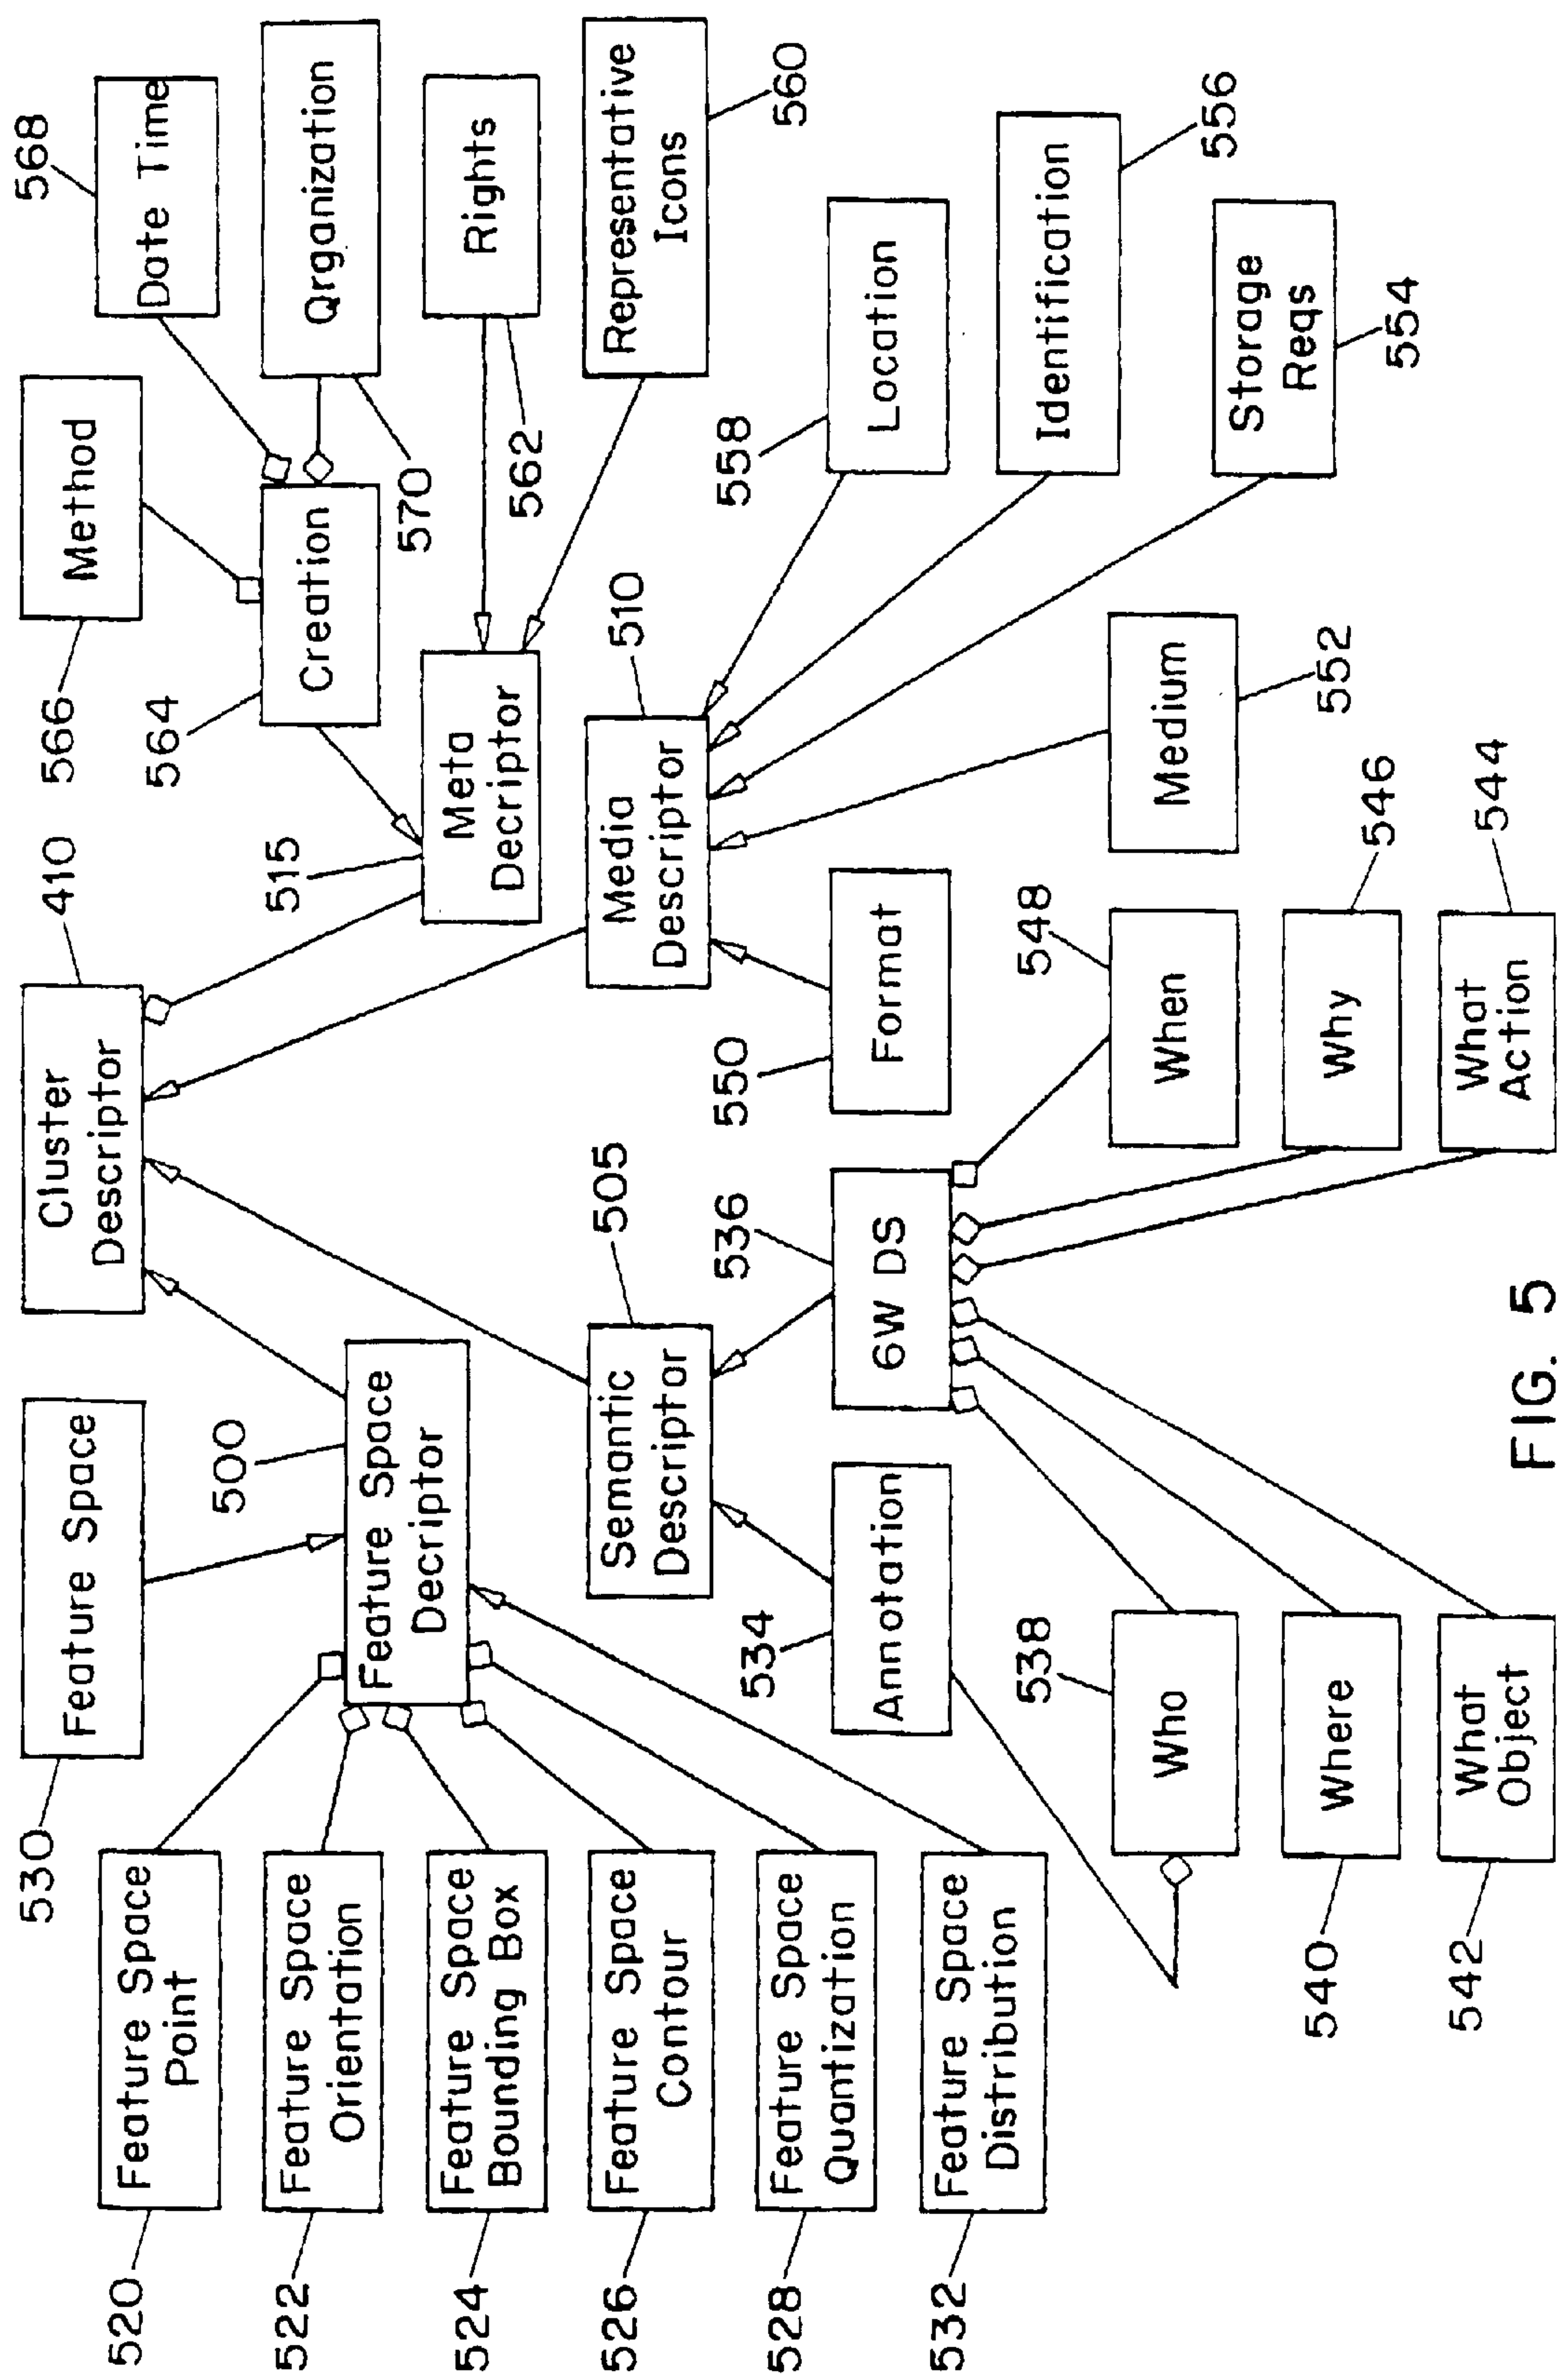 530
Feature Space
Cluster
Descriptor
410
566
Method
568
Date Time
520
Feature Space
Point
500
Feature Space
Decriptor
564
Creation
Qrganization
570
522
Feature Space
Orientation
515
Meta
Decriptor
562
Rights
524
Feature Space
Bounding Box
Representative
Icons
560
526
Feature Space
Contour
Semantic
Descriptor
505
Media
Descriptor
510
528
Feature Space
Quantization
534
Annotation
536
6W DS
550
Format
558
Location
532
Feature Space
Distribution
Identification
556
538
Who
548
When
Medium
552
Storage
Reqs
554
540
Where
Why
546
542
What
Object
What
Action
544
FIG. 5